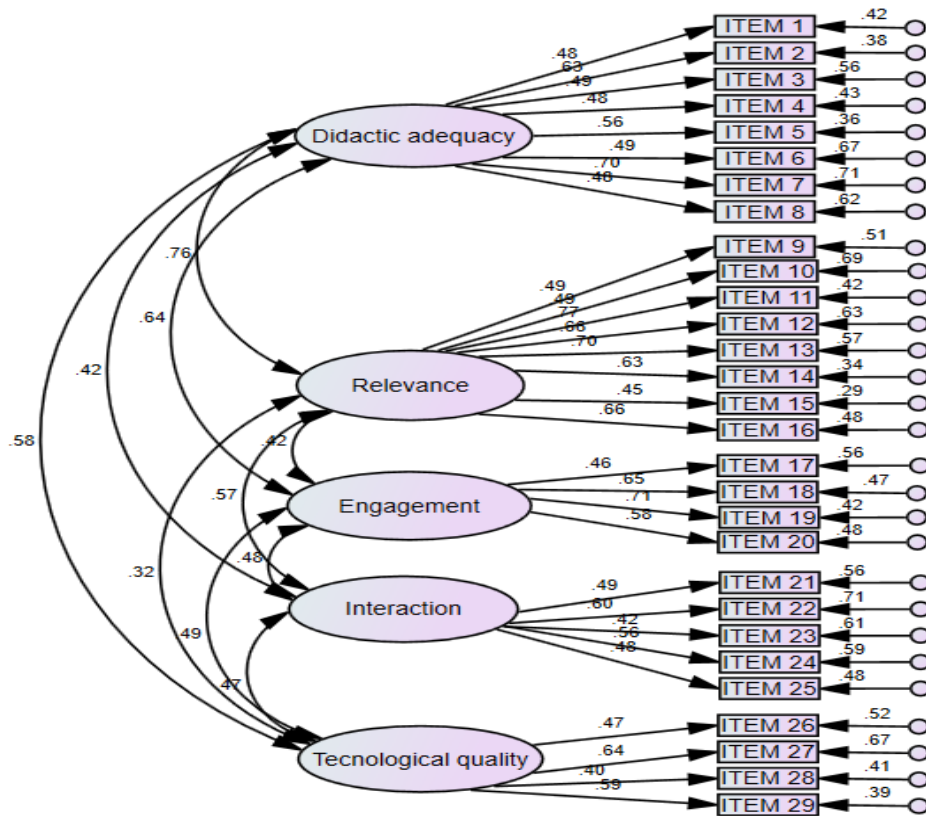 .42
ITEM 1
.38
ITEM 2
.48
.63
.56
.49
ITEM 3
.43
.48
ITEM 4
Didactic adequacy
.56
.36
ITEM 5
.49
.67
ITEM 6
.70
.71
ITEM 7
.48
.62
ITEM 8
.51
ITEM 9
.76
.69
ITEM 10
.49
.49
.42
ITEM 11
.77
.64
.66
.63
ITEM 12
.70
.57
ITEM 13
.42
.63
.34
ITEM 14
Relevance
.45
.29
ITEM 15
.66
.48
ITEM 16
.58
.42
.46
.56
ITEM 17
.65
.47
ITEM 18
.57
Engagement
.71
.42
ITEM 19
.58
.48
ITEM 20
.48
.32
.49
.56
ITEM 21
.60
.71
ITEM 22
Interaction
.42
.61
ITEM 23
.49
.56
.59
ITEM 24
.48
.48
ITEM 25
.47
.47
.52
ITEM 26
.64
.67
ITEM 27
Tecnological quality
.40
.41
ITEM 28
.59
.39
ITEM 29